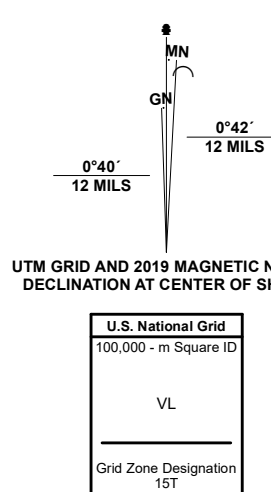 MN
GN
0°42´
12 MILS
0°40´
12 MILS
UTM GRID AND 2019 MAGNETIC
DECLINATION AT CENTER OF
U.S. National Grid
100,000 - m Square ID
VL
Grid Zone Designation
15T